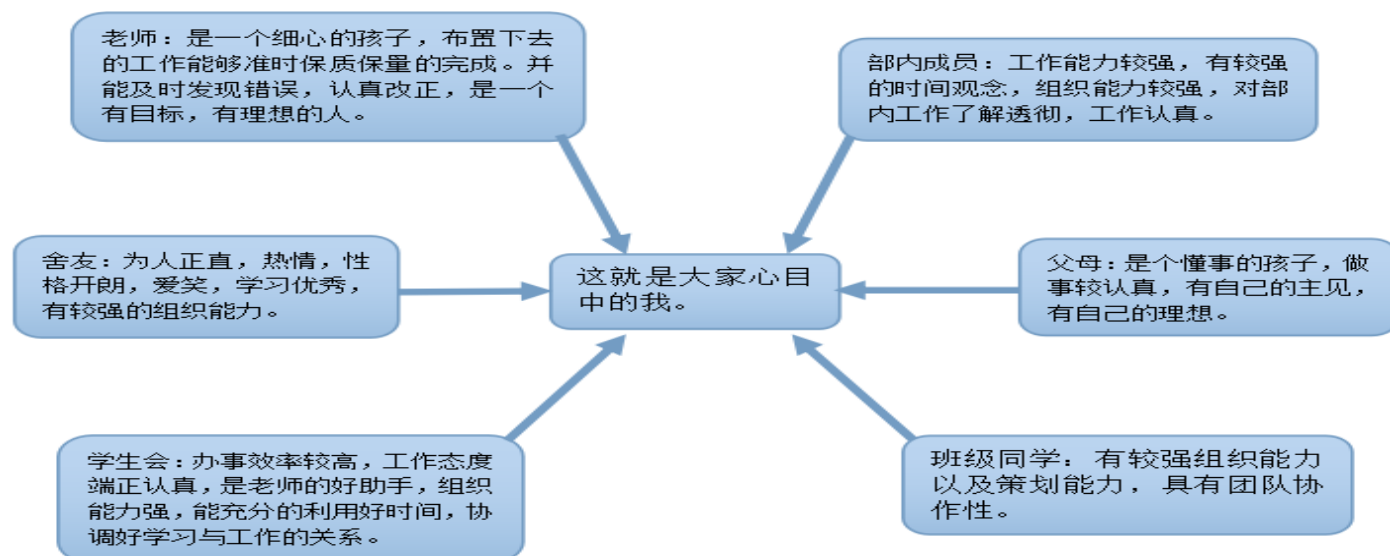 老师：是一个细心的孩子，布置下去
的工作能够准时保质保量的完成。并
能及时发现错误，认真改正，是一个
有目标，有理想的人。
部内成员：工作能力较强，有较强
的时间观念，组织能力较强，对部
内工作了解透彻，工作认真。
舍友：为人正直，热情，性
格开朗，爱笑，学习优秀，
有较强的组织能力。
这就是大家心目
中的我。
父母：是个懂事的孩子，做
事较认真，有自己的主见，
有自己的理想。
学生会：办事效率较高，工作态度
端正认真，是老师的好助手，组织
能力强，能充分的利用好时间，协
调好学习与工作的关系。
班级同学：有较强组织能力
以及策划能力，具有团队协
作性。